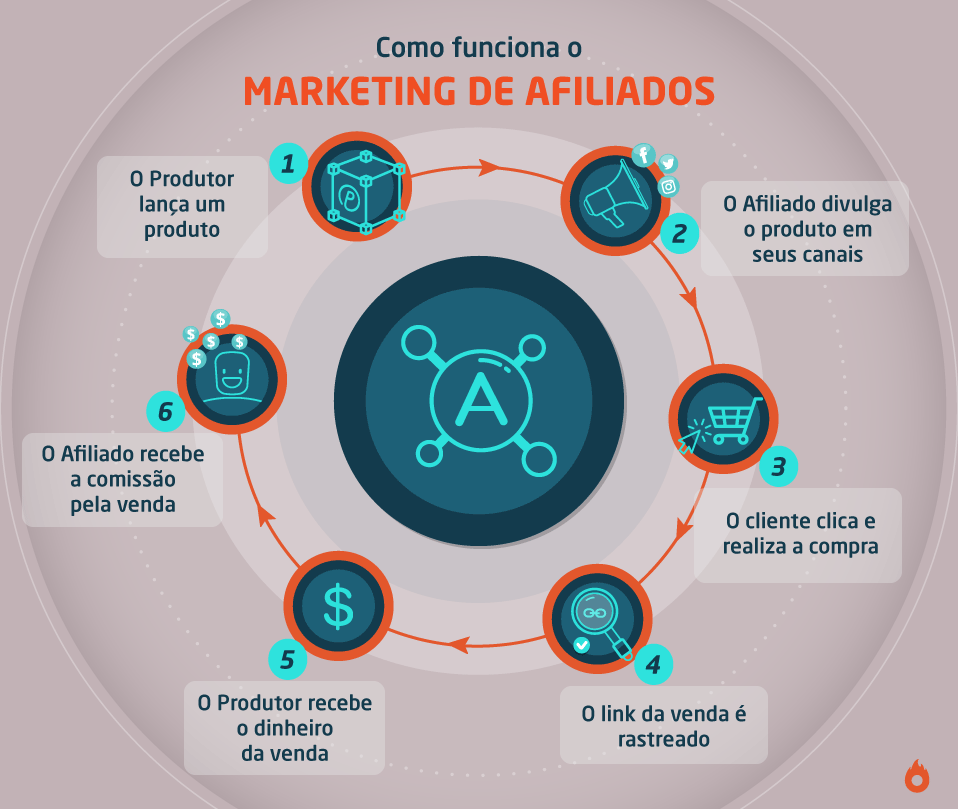 Como funciona o
MARKETING DE AFILIADOS
1
O Produtor
lança um
produto
2
O Afiliado divulga
o produto em
seus canais
3
O cliente clica e
realiza a compra
4
O link da venda é
rastreado
5
O Produtor recebe
o dinheiro
da venda
6
O Afiliado recebe
a comissão
pela venda
P
A
$
$
$
$
$
$